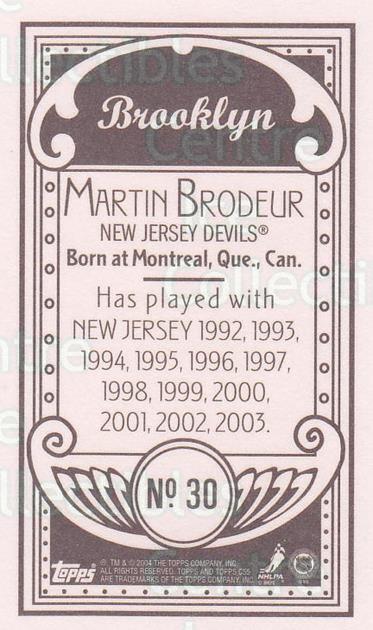 Brooklyn
MARTIN BRODEUR
NEW JERSEY DEVILS®
Born at Montreal, Que., Can.
Has played with
NEW JERSEY 1992, 1993,
1994, 1995, 1996, 1997,
1998, 1999, 2000,
2001, 2002, 2003.
Nº 30
Topps
®, TM & © 2004 THE TOPPS COMPANY, INC.
ALL RIGHTS RESERVED. TOPPS AND TOPPS C55
ARE TRADEMARKS OF THE TOPPS COMPANY, INC.
NHLPA
Collectibles
Centre